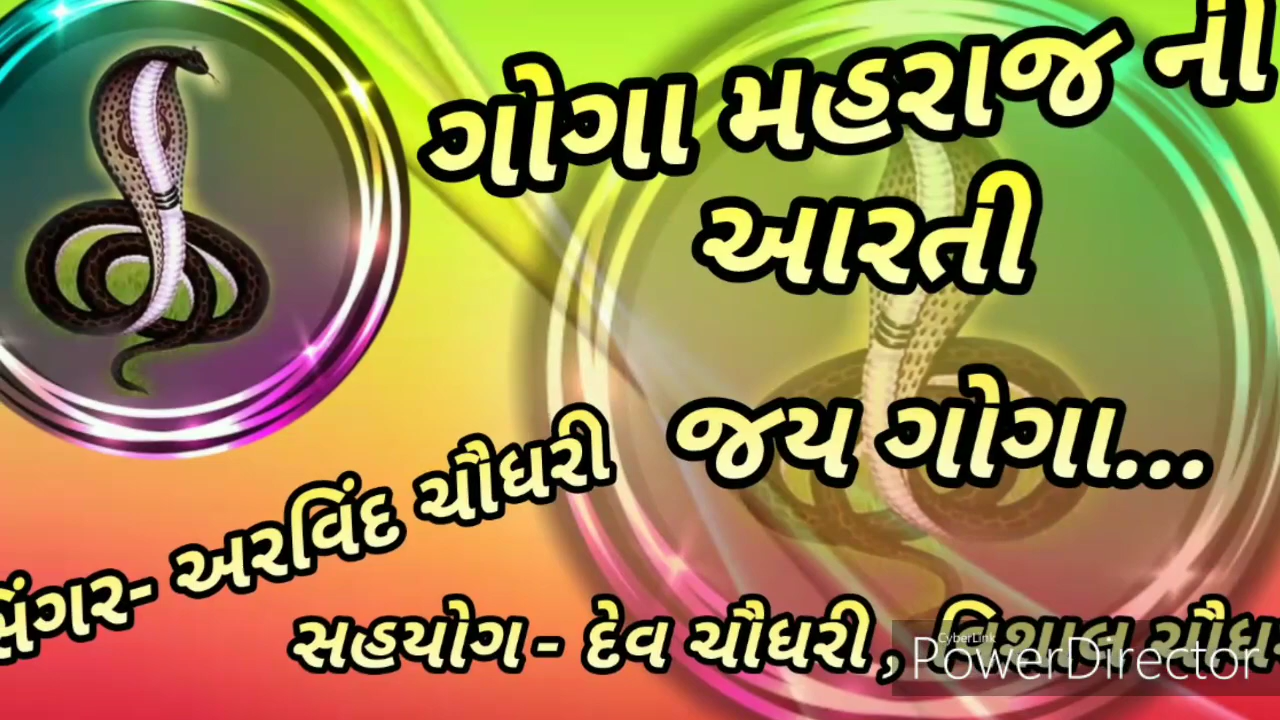 ગોગા મહરાજ ની
આરતી
જય ગોગા...
સિંગર- અરવિંદ ચૌધરી
સહયોગ - દેવ ચૌધરી, વિશાલ
CyberLink
PowerDirector